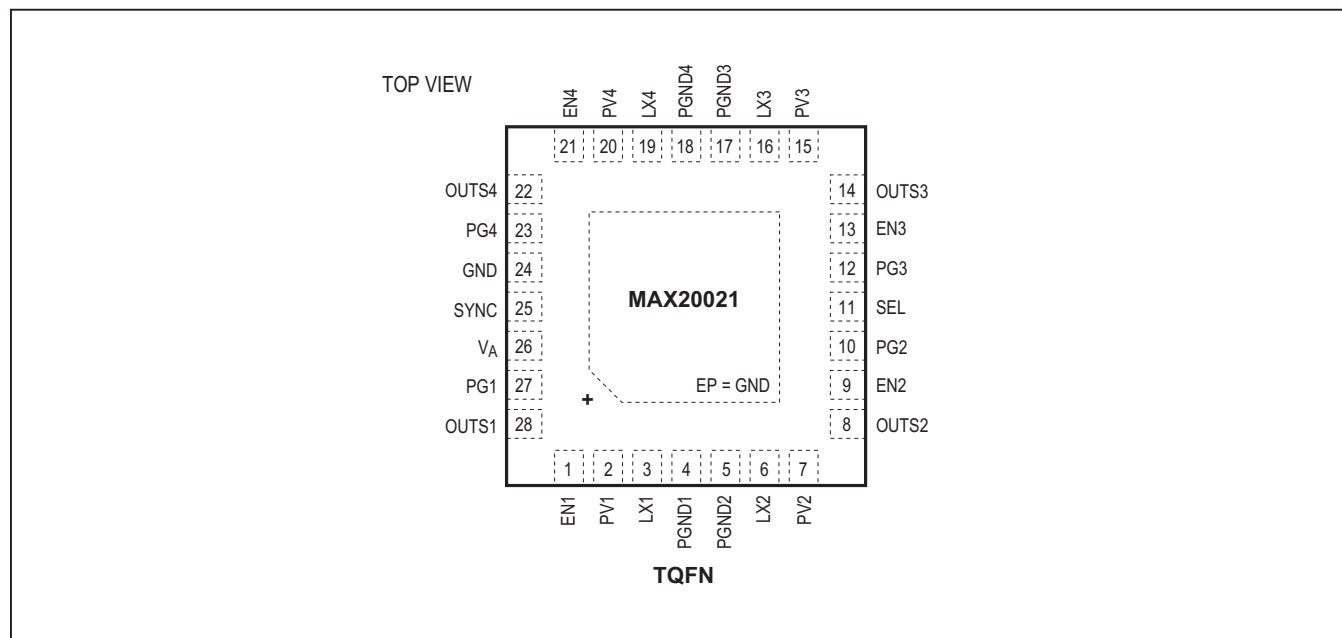 TOP VIEW
EN4 PV4 LX4 PGND4 PGND3 LX3 PV3
21 20 19 18 17 16 15
OUTS4 22 14 OUTS3
PG4 23 13 EN3
GND 24 12 PG3
SYNC 25 MAX20021 11 SEL
VA 26 10 PG2
PG1 27 EP = GND 9 EN2
+
OUTS1 28 8 OUTS2
1 2 3 4 5 6 7
EN1 PV1 LX1 PGND1 PGND2 LX2 PV2
TQFN